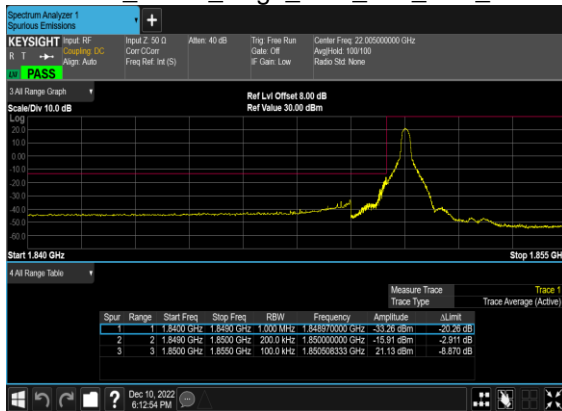 Spectrum Analyzer 1
Spurious Emissions
+
KEYSIGHT Input: RF Input Z: 50 Ω Atten: 40 dB Trig: Free Run Center Freq: 22.005000000 GHz
R T Coupling: DC Corr CCorr Gate: Off Avg|Hold: 100/100
Align: Auto Freq Ref: Int (S) IF Gain: Low Radio Std: None
PASS
3 All Range Graph
Ref Lvl Offset 8.00 dB
Scale/Div 10.0 dB Ref Value 30.00 dBm
Log
20.0
10.0
0.00
-10.0
-20.0
-30.0
-40.0
-50.0
-60.0
Start 1.840 GHz Stop 1.855 GH
4 All Range Table
Measure Trace Trace 1
Trace Type Trace Average (Active)
Spur Range Start Freq Stop Freq RBW Frequency Amplitude ΔLimit
1 1 1.8400 GHz 1.8490 GHz 1.000 MHz 1.848970000 GHz -33.26 dBm -20.26 dB
2 2 1.8490 GHz 1.8500 GHz 200.0 kHz 1.850000000 GHz -15.91 dBm -2.911 dB
3 3 1.8500 GHz 1.8550 GHz 100.0 kHz 1.850508333 GHz 21.13 dBm -8.870 dB
? Dec 10, 2022
6:12:54 PM